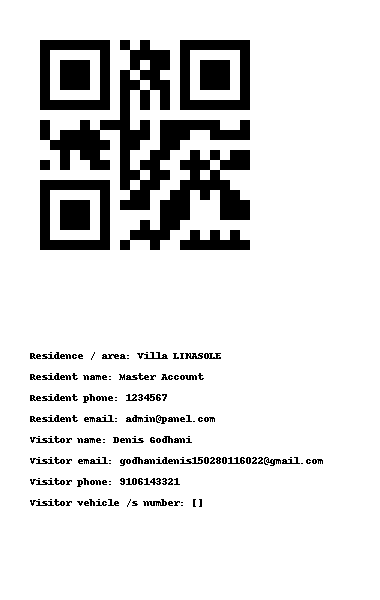 Residence / area: Villa LINASOLE
Resident name: Master Account
Resident phone: 1234567
Resident email: admin@panel.com
Visitor name: Denis Godhani
Visitor email: godhanidenis150280116022@gmail.com
Visitor phone: 9106143321
Visitor vehicle /s number: []